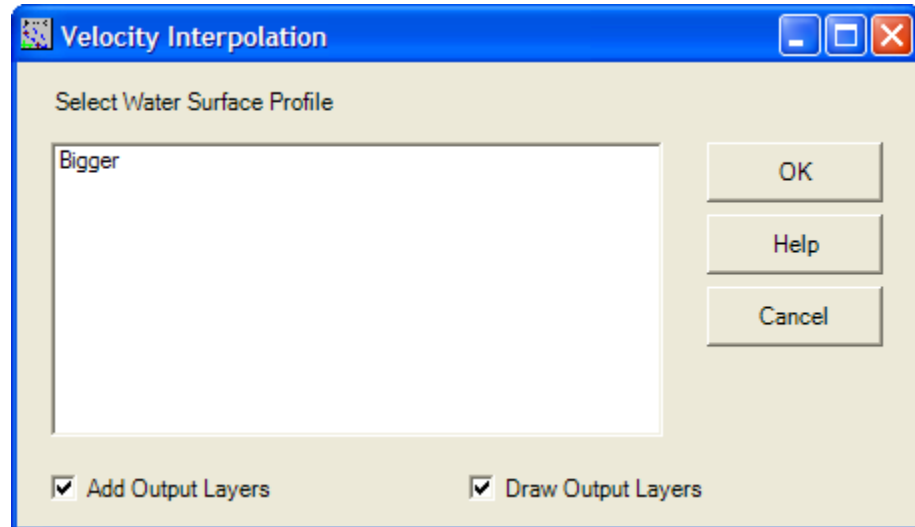 Velocity Interpolation
Select Water Surface Profile
Bigger
OK
Help
Cancel
Add Output Layers
Draw Output Layers